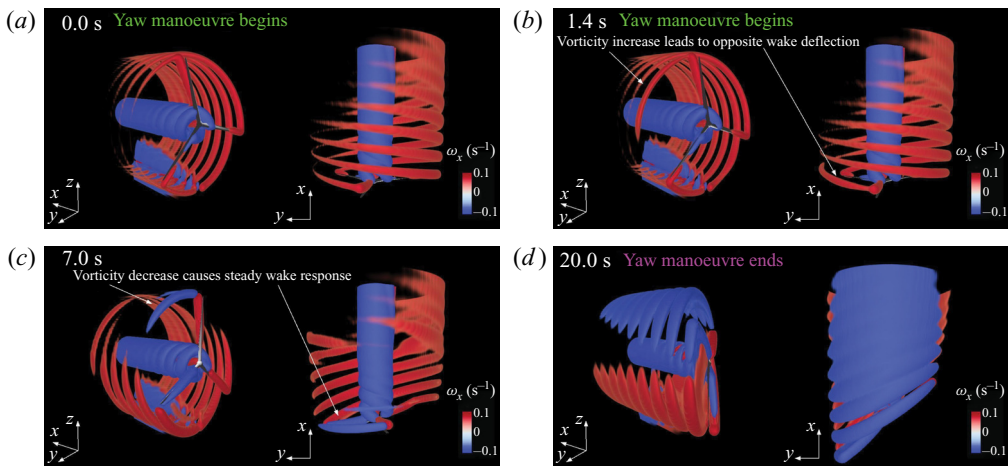 (a) 0.0 s Yaw manoeuvre begins
ωx (s−1)
0.1
0
−0.1
z
x
y
x
y
(b) 1.4 s Yaw manoeuvre begins
Vorticity increase leads to opposite wake deflection
ωx (s−1)
0.1
0
−0.1
z
x
y
x
y
(c) 7.0 s
Vorticity decrease causes steady wake response
ωx (s−1)
0.1
0
−0.1
z
x
y
x
y
(d) 20.0 s Yaw manoeuvre ends
ωx (s−1)
0.1
0
−0.1
z
x
y
x
y